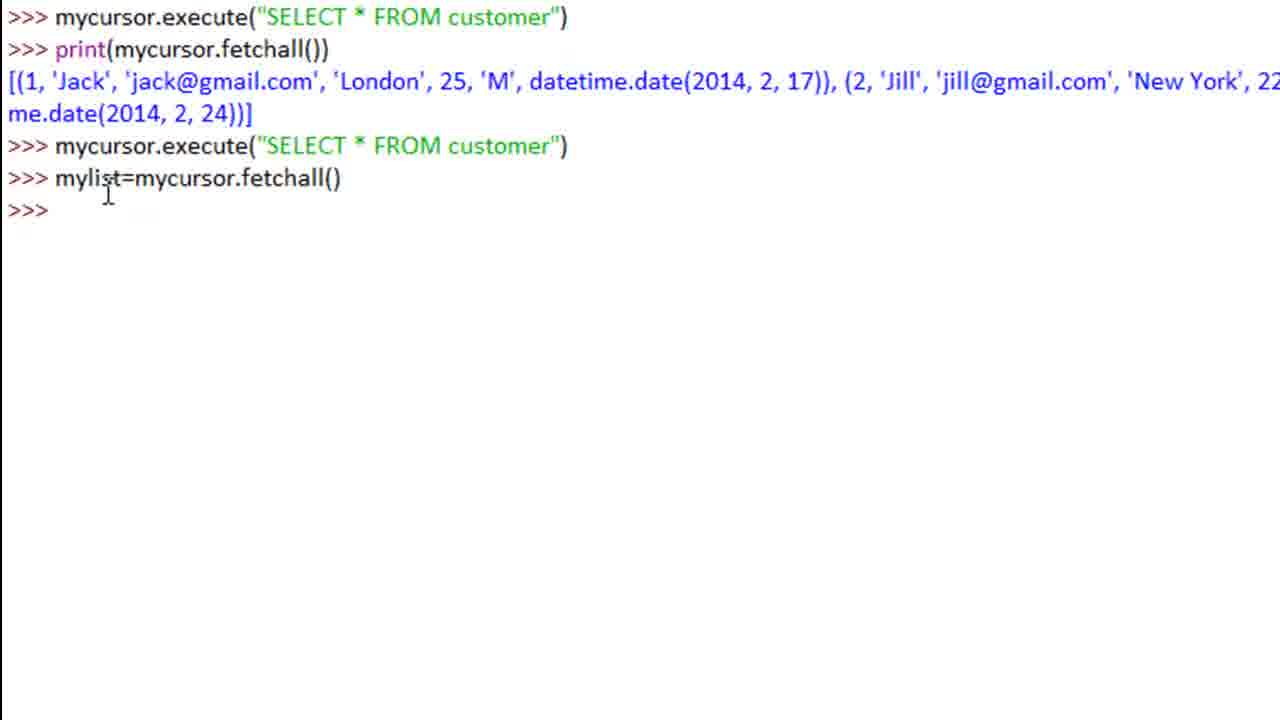 >>> mycursor.execute("SELECT * FROM customer")
>>> print(mycursor.fetchall())
[(1, 'Jack', 'jack@gmail.com', 'London', 25, 'M', datetime.date(2014, 2, 17)), (2, 'Jill', 'jill@gmail.com', 'New York', 22
me.date(2014, 2, 24))]
>>> mycursor.execute("SELECT * FROM customer")
>>> mylist=mycursor.fetchall()
>>>